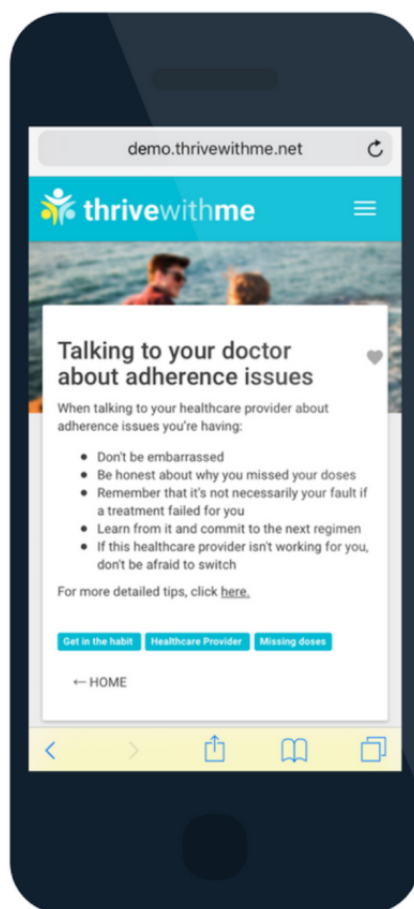 demo.thrivewithme.net
thrivewithme
Talking to your doctor
about adherence issues
When talking to your healthcare provider about
adherence issues you're having:
• Don't be embarrassed
• Be honest about why you missed your doses
• Remember that it's not necessarily your fault if
a treatment failed for you
• Learn from it and commit to the next regimen
• If this healthcare provider isn't working for you,
don't be afraid to switch
For more detailed tips, click here.
Get in the habit Healthcare Provider Missing doses
← HOME